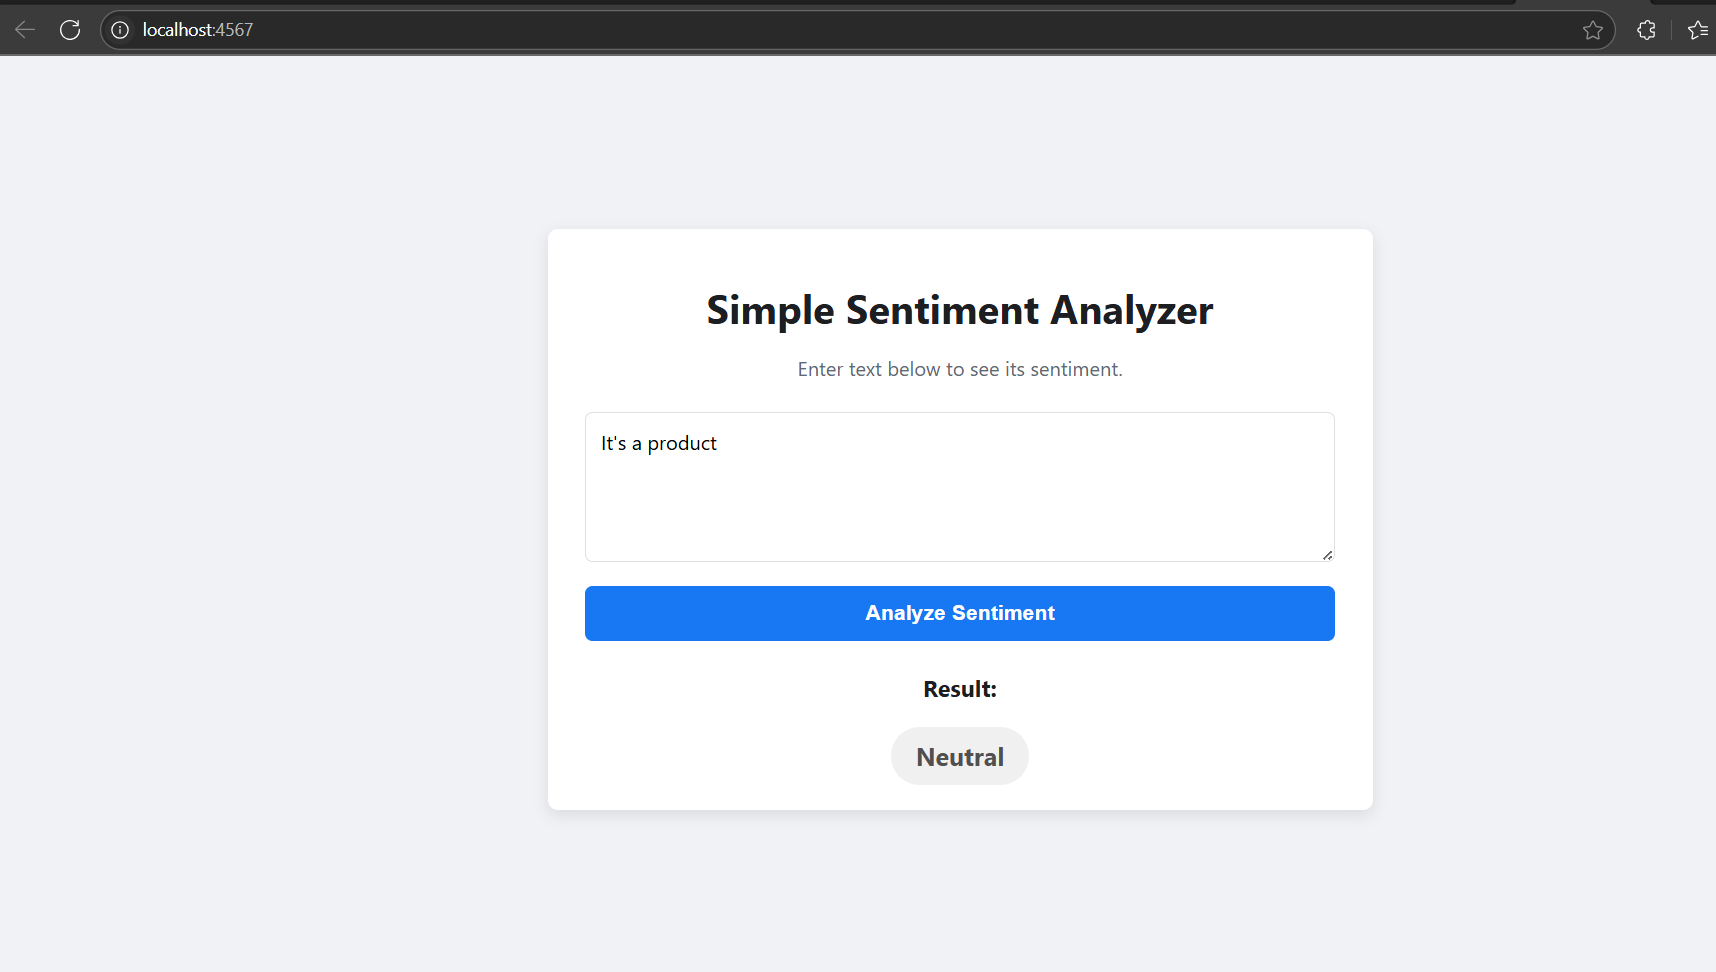 localhost:4567
Simple Sentiment Analyzer
Enter text below to see its sentiment.
It's a product
Analyze Sentiment
Result:
Neutral